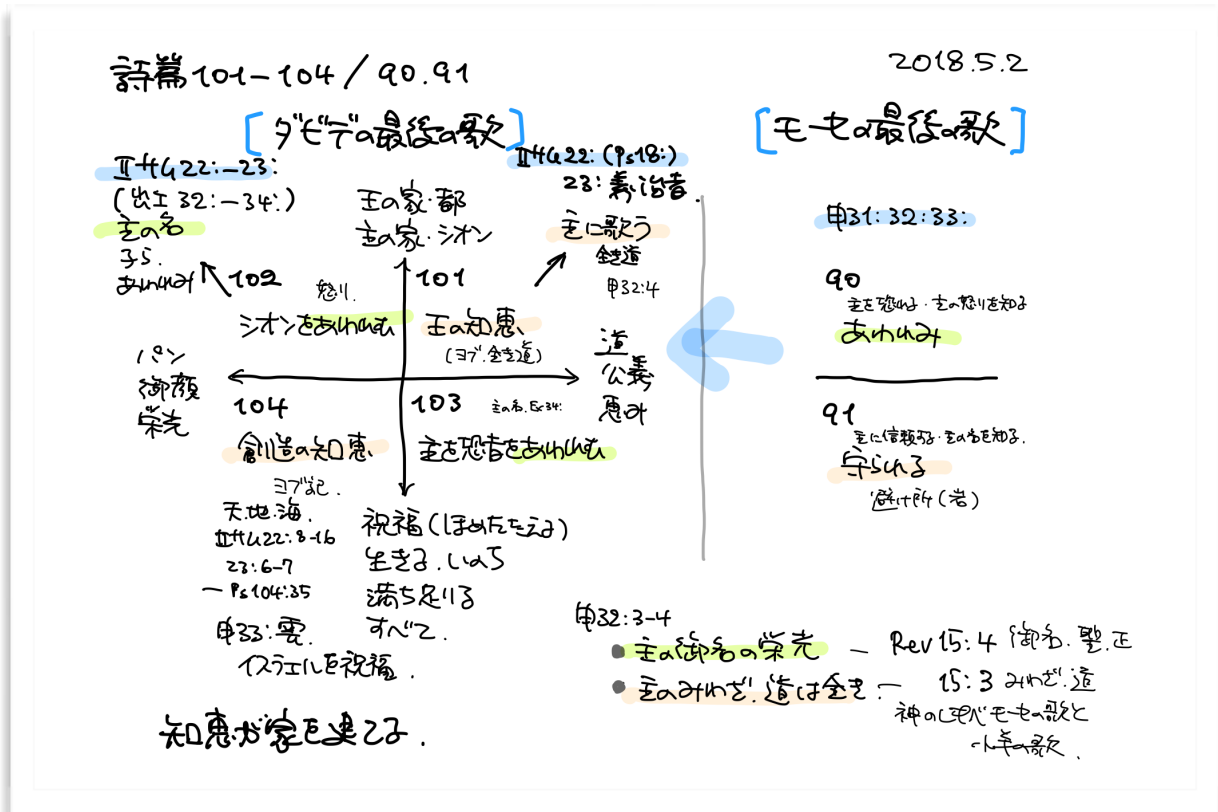 詩篇101-104 / 90.91
2018.5.2
[ダビデの最後の歌]
[モーセの最後の歌]
IIサム22:-23:
(出エ 32:-34:)
主の名
子ら.
あわれみ
王の家・都
主の家・シオン
IIサム22:(Ps18:)
23:義・治者.
主に歌う
全き道
申32:4
102
怒り.
シオンをあわれむ
101
王の知恵.
(ヨブ.全き道)
パン
御顔
栄光
道
公義
恵み
104
創造の知恵
ヨブ記.
天.地.海.
IIサム22:8-16
23:6-7
ー Ps104:35
申33:雲.
イスラエルを祝福.
103
主の名.Ex34:
主を恐者をあわれむ
祝福(ほめたたえよ)
生きる.いのち
満ち足りる
すべて.
申31:32:33:
90
主を恐れよ・主の怒りを知る
あわれみ
91
主に信頼する・主の名を知る.
守られる
避け所(岩)
申32:3-4
● 主の御名の栄光 ー Rev 15:4 御名.聖.正
● 主のみわざ.道は全き.ー 15:3 みわざ.道
神のしもべモーセの歌と
小羊の歌.
知恵が家を建てる.